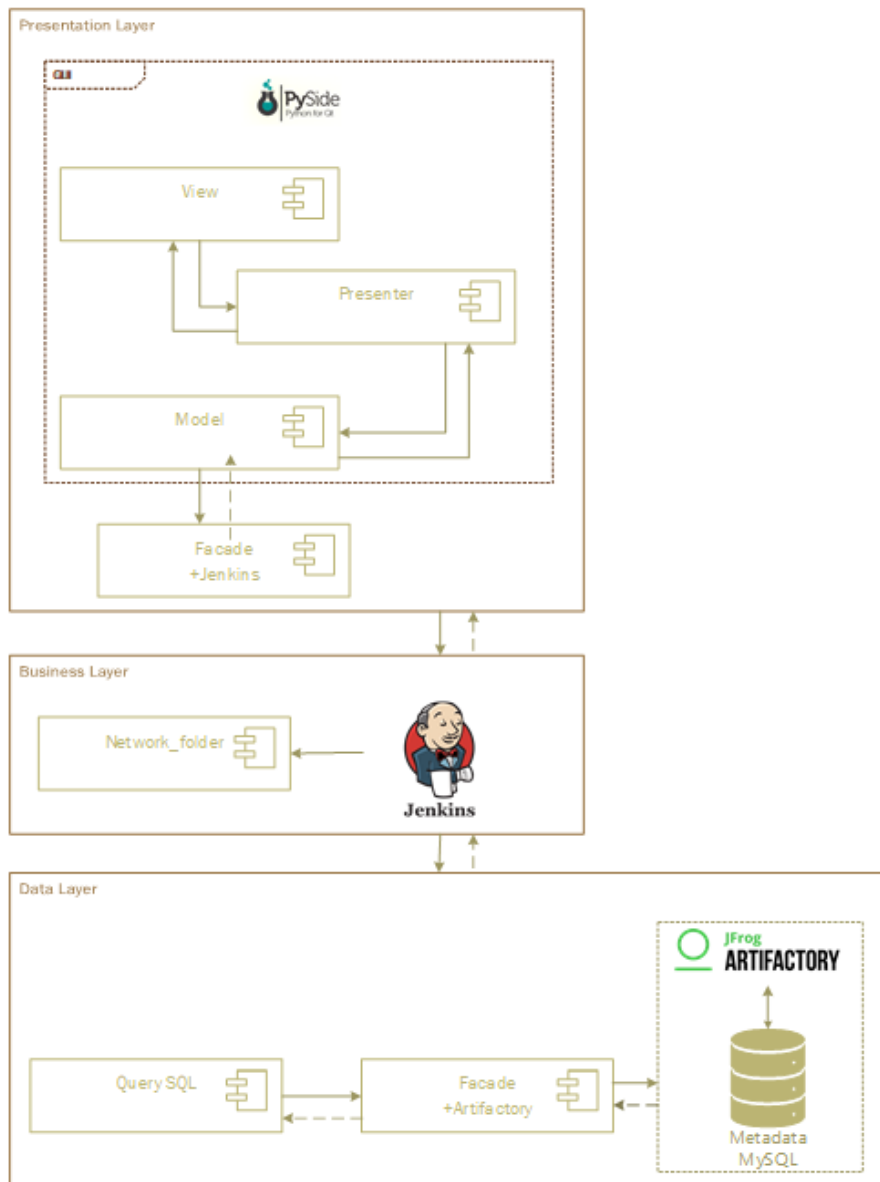 Presentation Layer
GUI
PySide
Python for Qt
View
Presenter
Model
Facade
+Jenkins
Business Layer
Network_folder
Jenkins
Data Layer
JFrog
ARTIFACTORY
Query SQL
Facade
+Artifactory
Metadata
MySQL